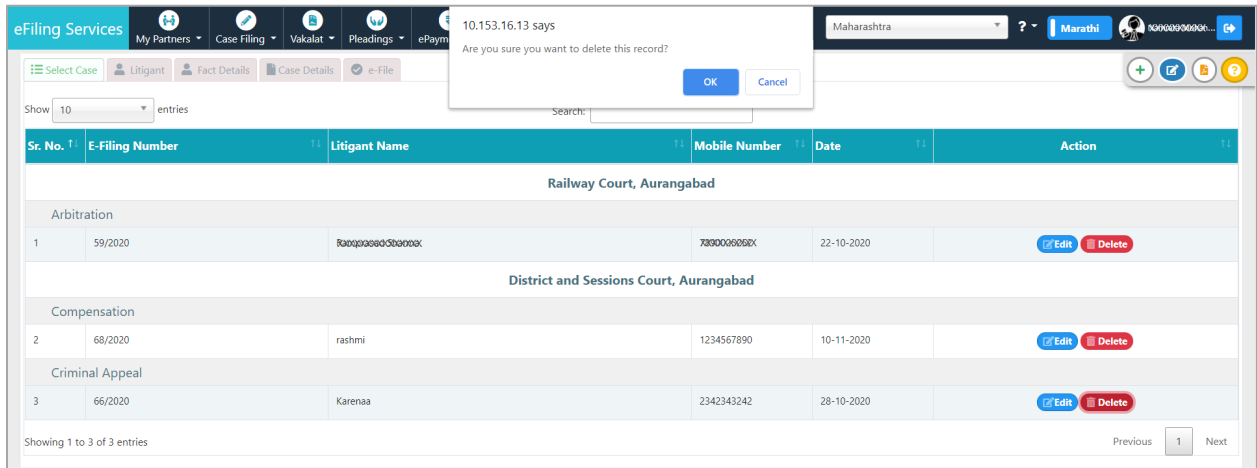 eFiling Services
My Partners
Case Filing
Vakalat
Pleadings
ePaym
10.153.16.13 says
Are you sure you want to delete this record?
OK Cancel
Maharashtra
?
Marathi
Select Case Litigant Fact Details Case Details e-File
Show 10 entries
Search:
Sr. No. E-Filing Number Litigant Name Mobile Number Date Action
Railway Court, Aurangabad
Arbitration
1 59/2020 22-10-2020 Edit Delete
District and Sessions Court, Aurangabad
Compensation
2 68/2020 rashmi 1234567890 10-11-2020 Edit Delete
Criminal Appeal
3 66/2020 Karenaa 2342343242 28-10-2020 Edit Delete
Showing 1 to 3 of 3 entries
Previous 1 Next